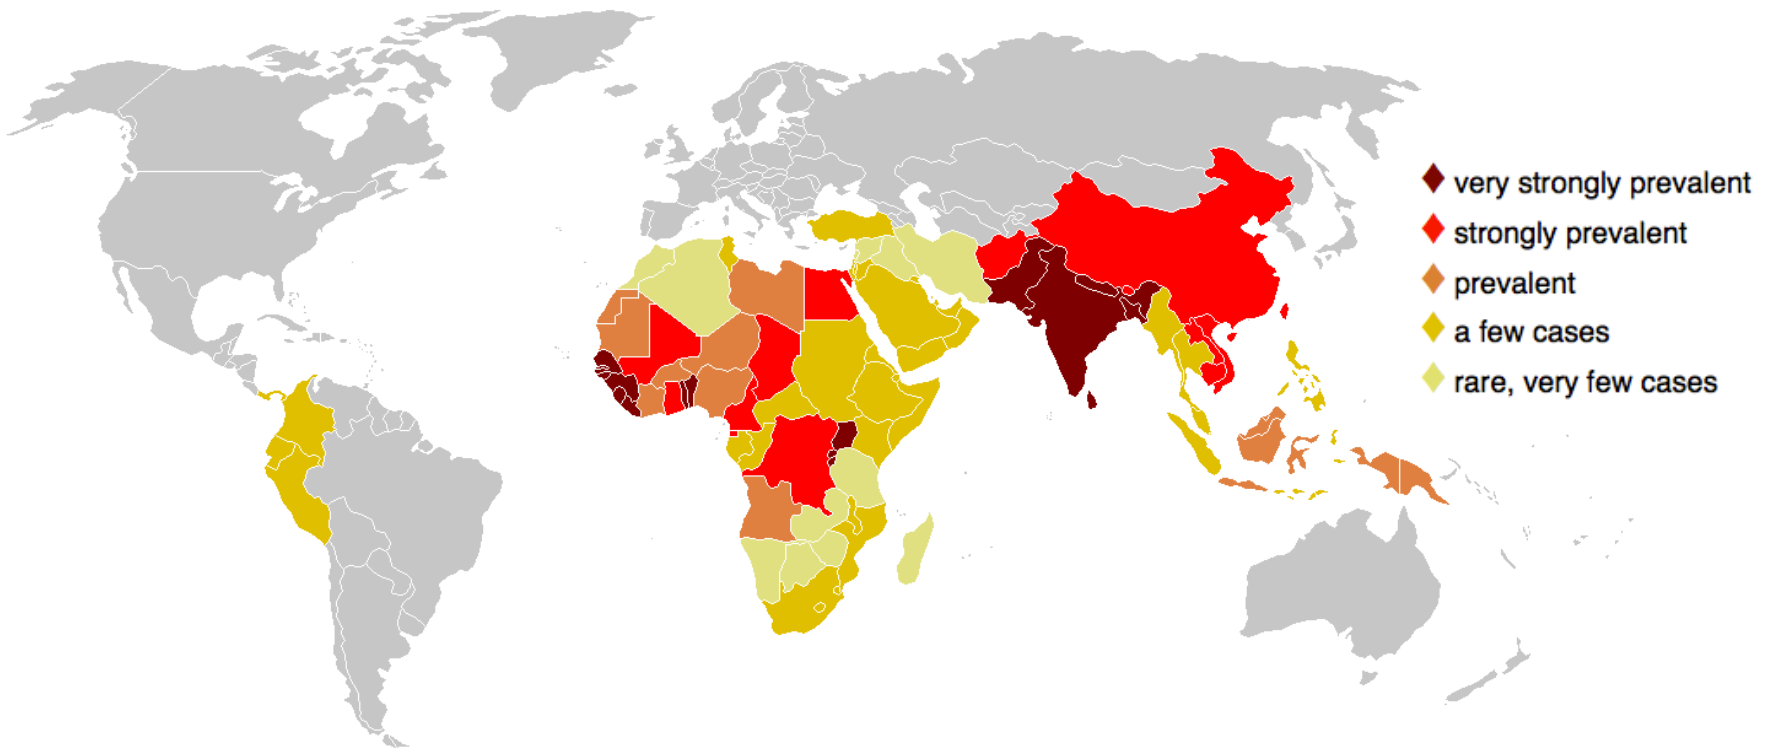 very strongly prevalent
strongly prevalent
prevalent
a few cases
rare, very few cases